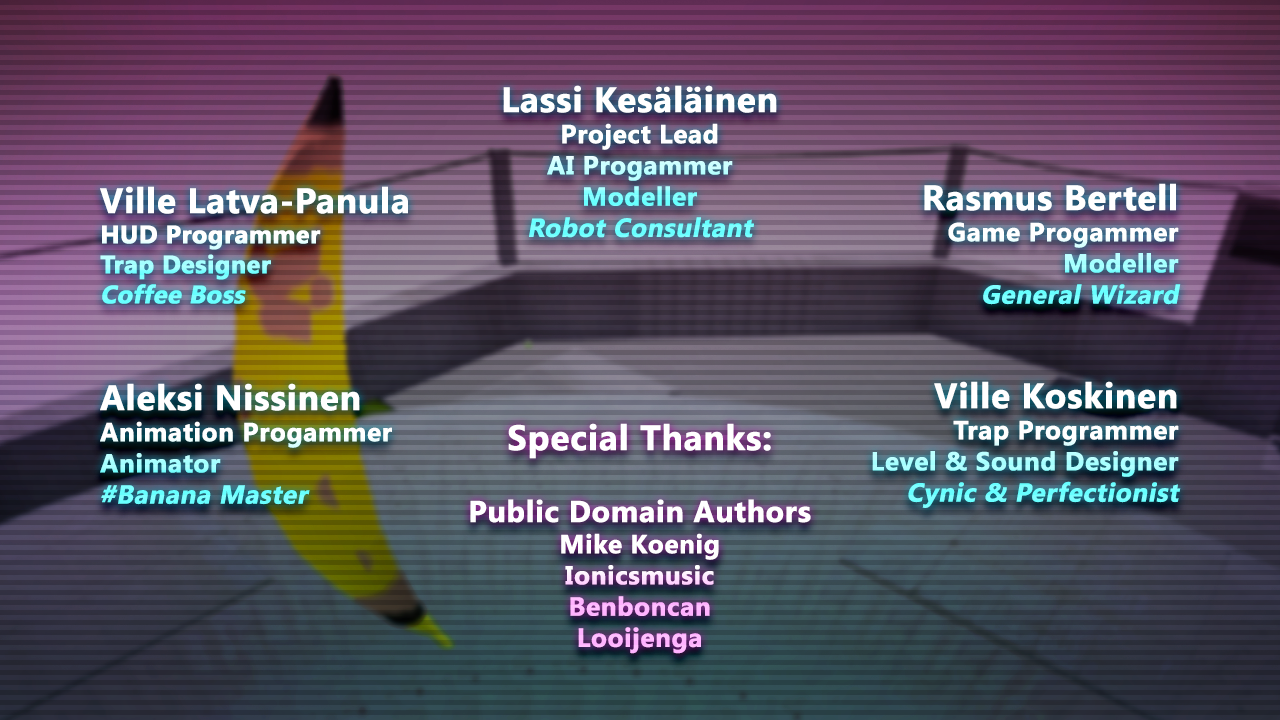 Lassi Kesäläinen
Project Lead
AI Progammer
Modeller
Robot Consultant
Ville Latva-Panula
HUD Programmer
Trap Designer
Coffee Boss
Rasmus Bertell
Game Progammer
Modeller
General Wizard
Aleksi Nissinen
Animation Progammer
Animator
#Banana Master
Ville Koskinen
Trap Programmer
Level & Sound Designer
Cynic & Perfectionist
Special Thanks:
Public Domain Authors
Mike Koenig
Ionicsmusic
Benboncan
Looijenga